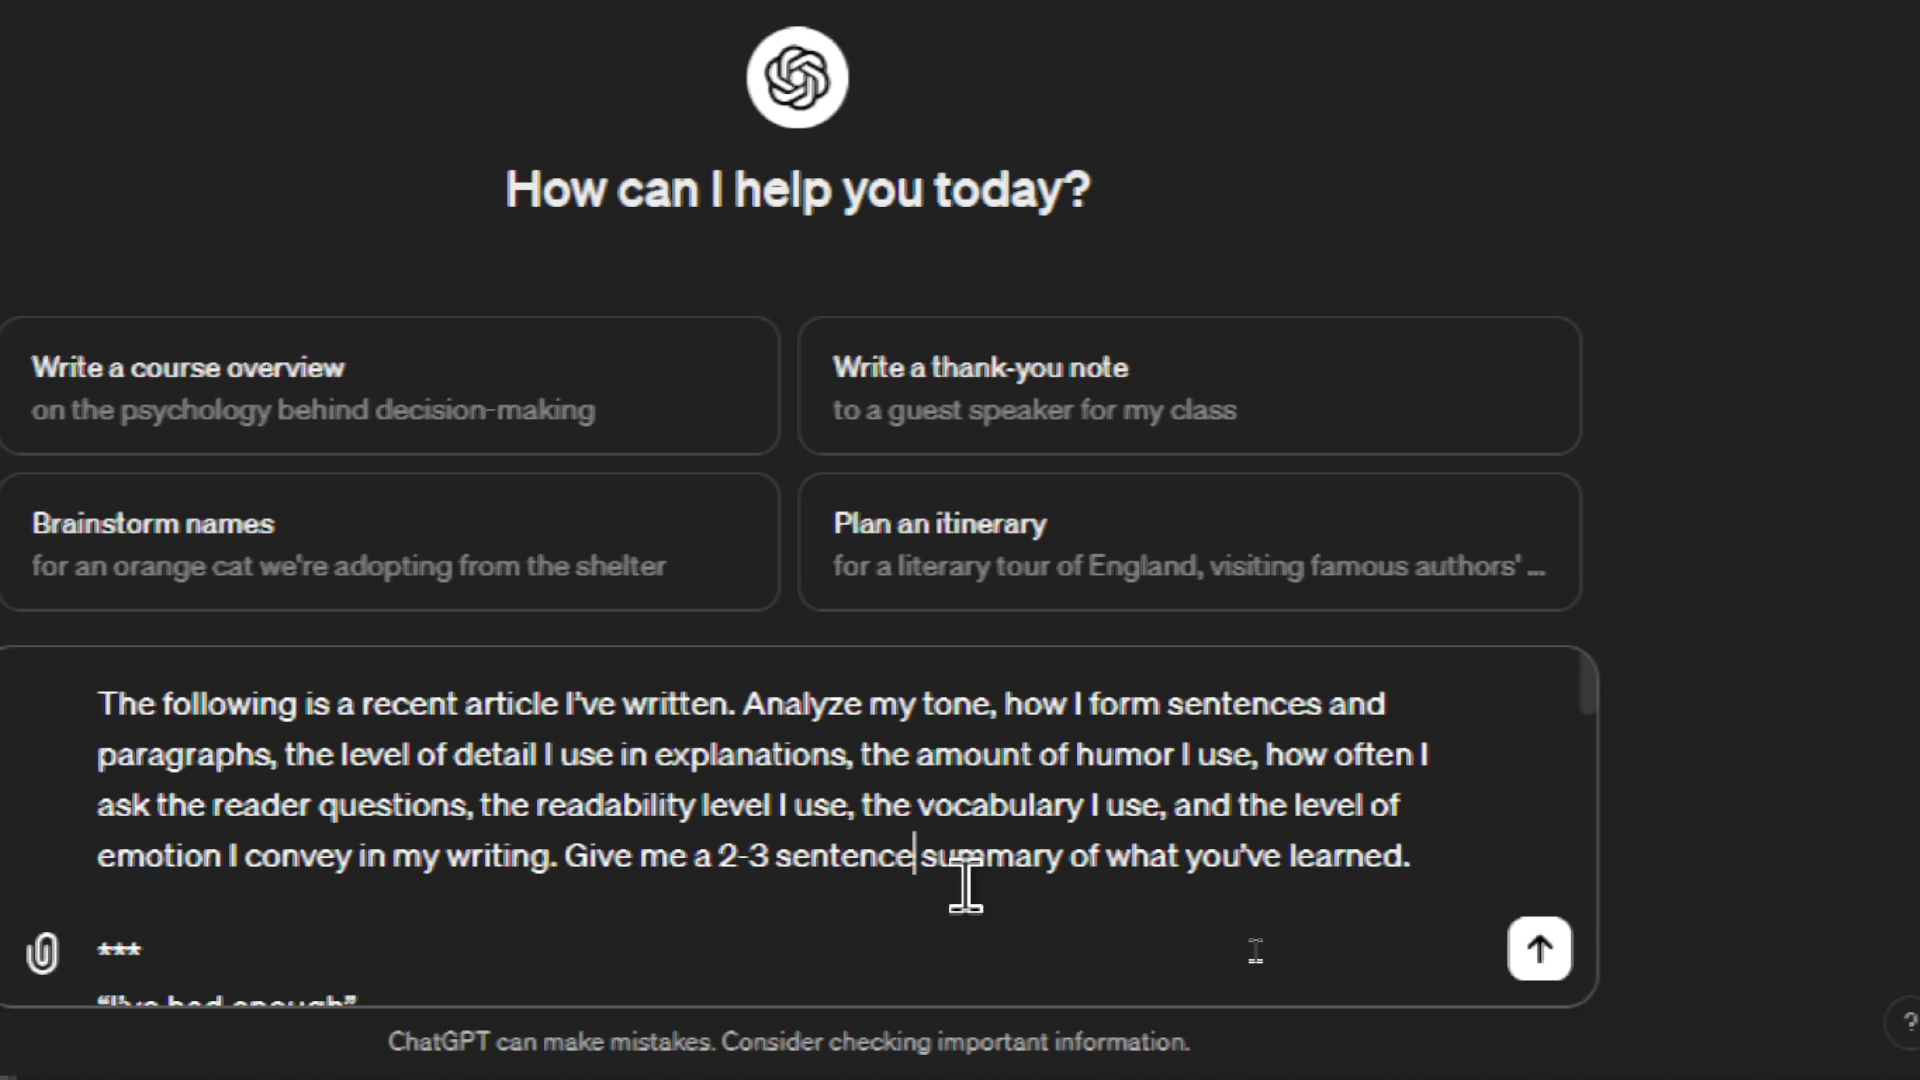 How can I help you today?
Write a course overview
on the psychology behind decision-making
Write a thank-you note
to a guest speaker for my class
Brainstorm names
for an orange cat we're adopting from the shelter
Plan an itinerary
for a literary tour of England, visiting famous authors' ...
The following is a recent article I've written. Analyze my tone, how I form sentences and
paragraphs, the level of detail I use in explanations, the amount of humor I use, how often I
ask the reader questions, the readability level I use, the vocabulary I use, and the level of
emotion I convey in my writing. Give me a 2-3 sentence summary of what you've learned.
***
“I've had enough”
ChatGPT can make mistakes. Consider checking important information.
?